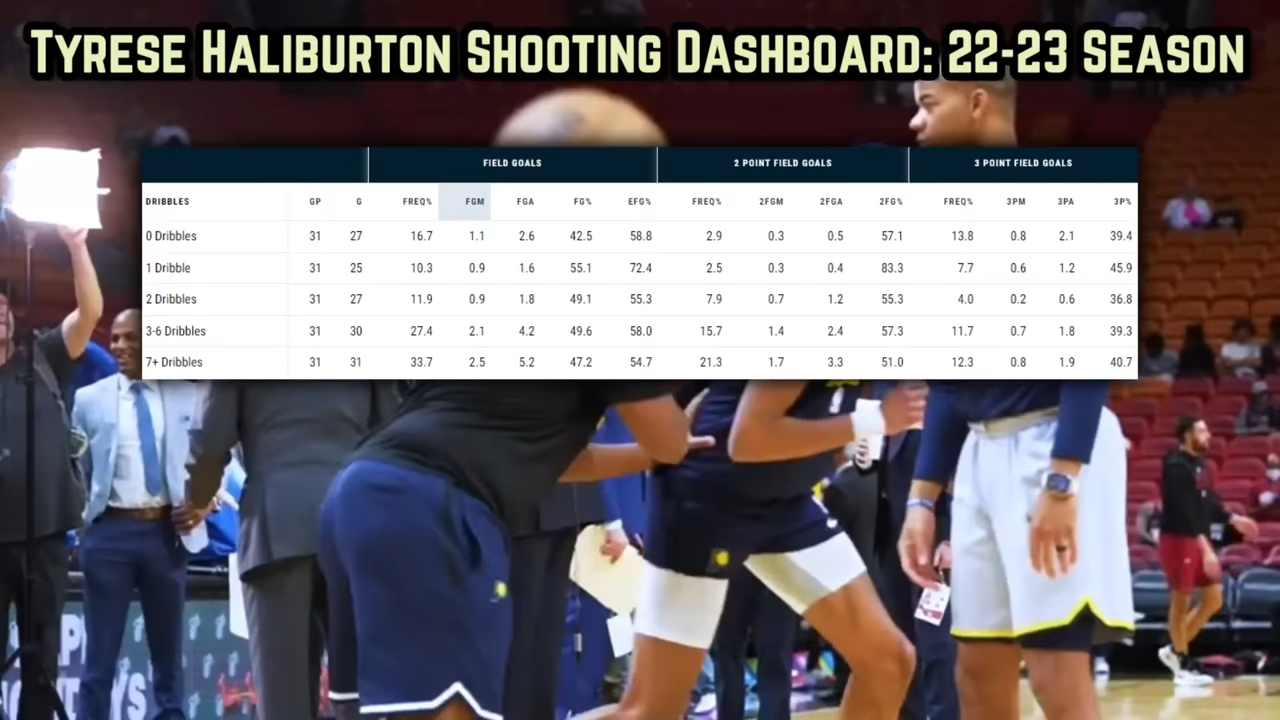 TYRESE HALIBURTON SHOOTING DASHBOARD: 22-23 SEASON
FIELD GOALS 2 POINT FIELD GOALS 3 POINT FIELD GOALS
DRIBBLES GP G FREQ% FGM FGA FG% EFG% FREQ% 2FGM 2FGA 2FG% FREQ% 3PM 3PA 3P%
0 Dribbles 31 27 16.7 1.1 2.6 42.5 58.8 2.9 0.3 0.5 57.1 13.8 0.8 2.1 39.4
1 Dribble 31 25 10.3 0.9 1.6 55.1 72.4 2.5 0.3 0.4 83.3 7.7 0.6 1.2 45.9
2 Dribbles 31 27 11.9 0.9 1.8 49.1 55.3 7.9 0.7 1.2 55.3 4.0 0.2 0.6 36.8
3-6 Dribbles 31 30 27.4 2.1 4.2 49.6 58.0 15.7 1.4 2.4 57.3 11.7 0.7 1.8 39.3
7+ Dribbles 31 31 33.7 2.5 5.2 47.2 54.7 21.3 1.7 3.3 51.0 12.3 0.8 1.9 40.7